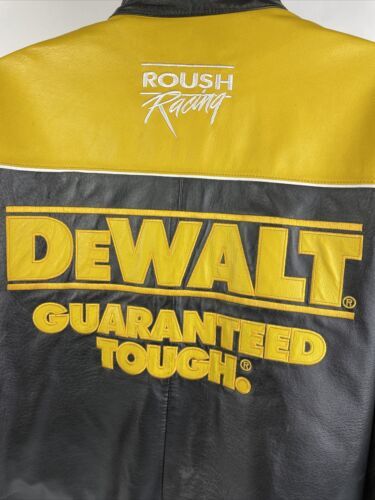 ROUSH
Racing
DEWALT®
GUARANTEED
TOUGH.®